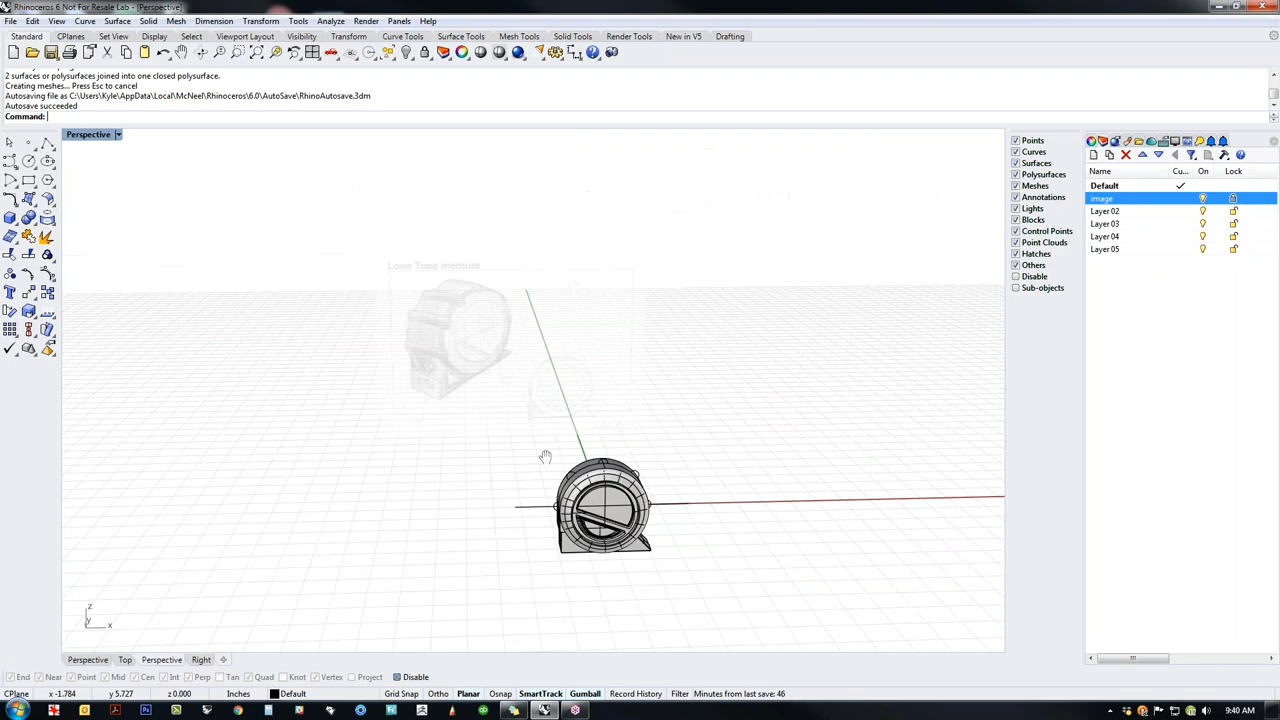 Rhinoceros 6 Not For Resale Lab - [Perspective]
File Edit View Curve Surface Solid Mesh Dimension Transform Tools Analyze Render Panels Help
Standard CPlanes Set View Display Select Viewport Layout Visibility Transform Curve Tools Surface Tools Mesh Tools Solid Tools Render Tools New in V5 Drafting
2 surfaces or polysurfaces joined into one closed polysurface.
Creating meshes... Press Esc to cancel
Autosaving file as C:\Users\Kyle\AppData\Local\McNeel\Rhinoceros\6.0\AutoSave\RhinoAutosave.3dm
Autosave succeeded
Command:
Perspective
Laser Tape measure
z
y
x
Points
Curves
Surfaces
Polysurfaces
Meshes
Annotations
Lights
Blocks
Control Points
Point Clouds
Hatches
Others
Disable
Sub-objects
Name Cu... On Lock
Default
image
Layer 02
Layer 03
Layer 04
Layer 05
Perspective Top Perspective Right
End Near Point Mid Cen Int Perp Tan Quad Knot Vertex Project Disable
CPlane x -1.784 y 5.727 z 0.000 Inches Default Grid Snap Ortho Planar Osnap SmartTrack Gumball Record History Filter Minutes from last save: 46
9:40 AM